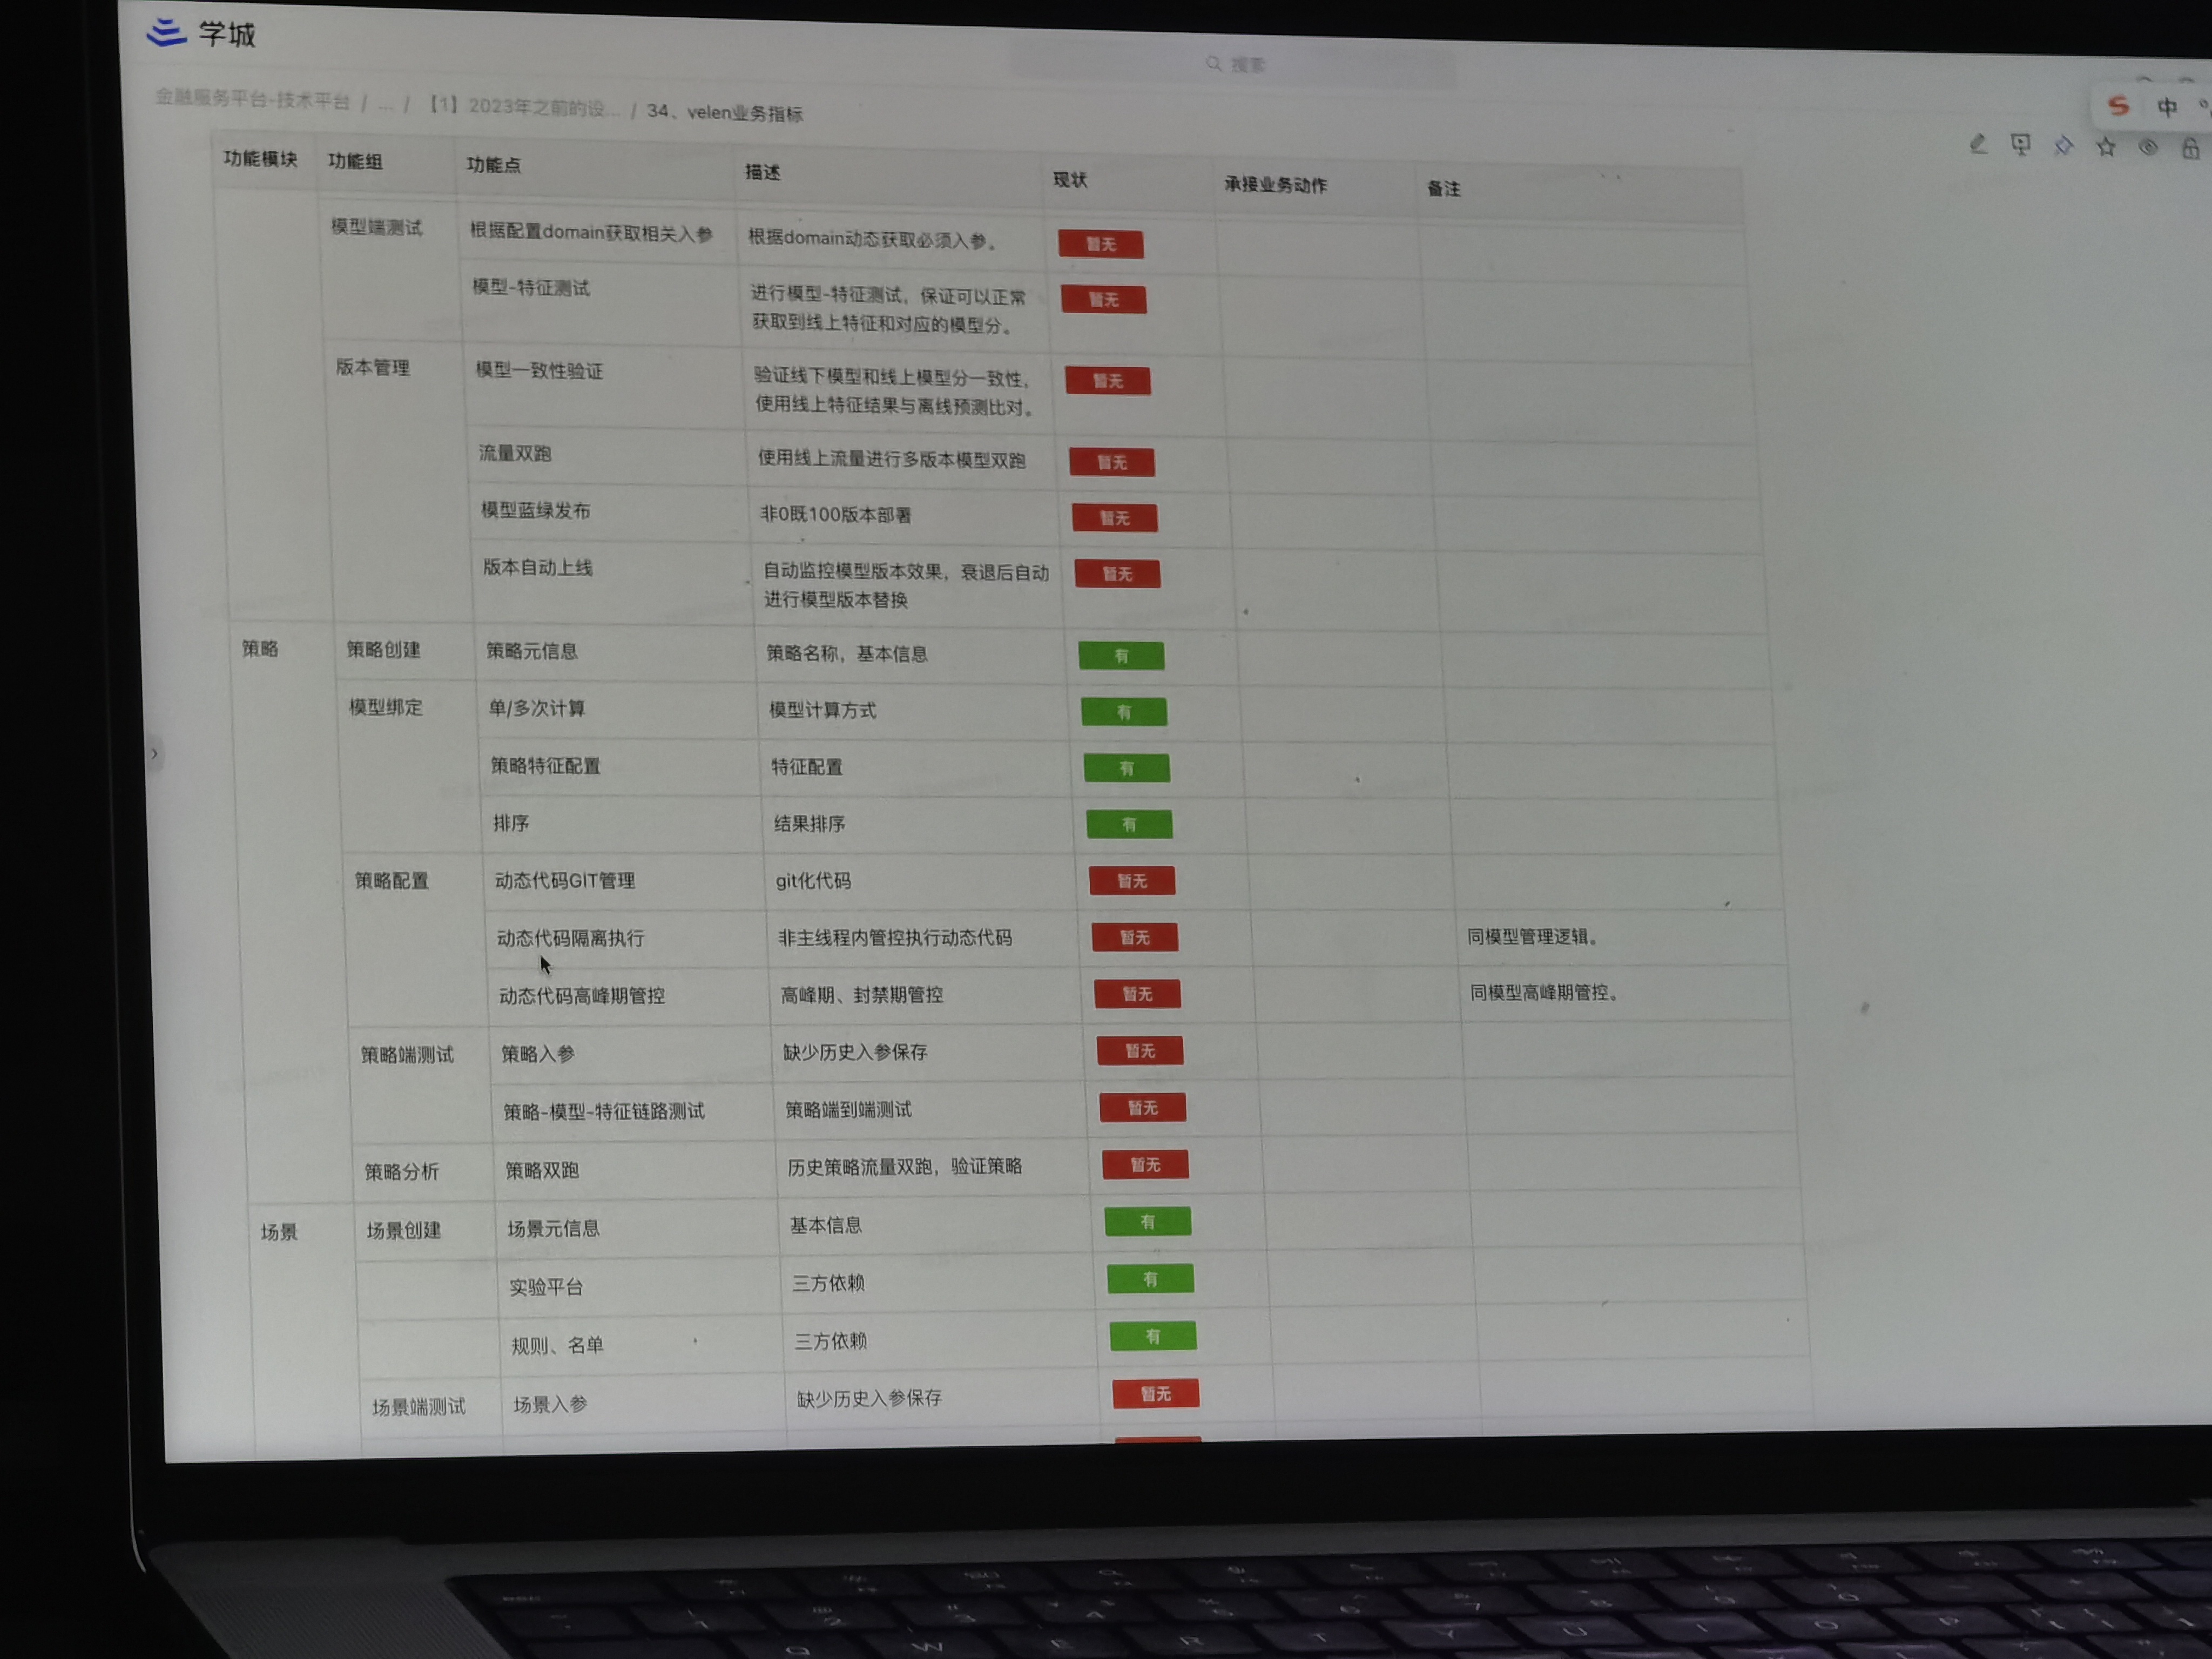 学城
搜索
金融服务平台-技术平台 / ... / 【1】2023年之前的设... / 34、velen业务指标
中
功能模块 功能组 功能点 描述 现状 承接业务动作 备注
模型端测试 根据配置domain获取相关入参 根据domain动态获取必须入参。 暂无
模型-特征测试 进行模型-特征测试，保证可以正常 暂无
获取到线上特征和对应的模型分。
版本管理 模型一致性验证 验证线下模型和线上模型分一致性， 暂无
使用线上特征结果与离线预测比对。
流量双跑 使用线上流量进行多版本模型双跑 暂无
模型蓝绿发布 非0既100版本部署 暂无
版本自动上线 自动监控模型版本效果，衰退后自动 暂无
进行模型版本替换
策略 策略创建 策略元信息 策略名称，基本信息 有
模型绑定 单/多次计算 模型计算方式 有
策略特征配置 特征配置 有
排序 结果排序 有
策略配置 动态代码GIT管理 git化代码 暂无
动态代码隔离执行 非主线程内管控执行动态代码 暂无 同模型管理逻辑。
动态代码高峰期管控 高峰期、封禁期管控 暂无 同模型高峰期管控。
策略端测试 策略入参 缺少历史入参保存 暂无
策略-模型-特征链路测试 策略端到端测试 暂无
策略分析 策略双跑 历史策略流量双跑，验证策略 暂无
场景 场景创建 场景元信息 基本信息 有
实验平台 三方依赖 有
规则、名单 三方依赖 有
场景端测试 场景入参 缺少历史入参保存 暂无
Q W E R T Y U I O P